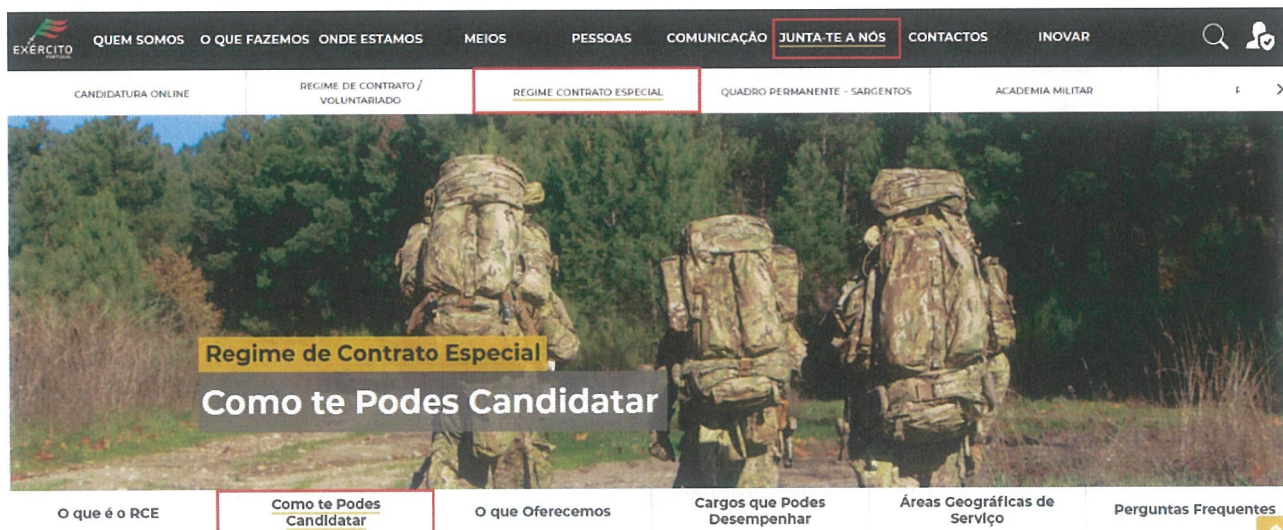 EXÉRCITO
PORTUGAL
QUEM SOMOS O QUE FAZEMOS ONDE ESTAMOS MEIOS PESSOAS COMUNICAÇÃO JUNTA-TE A NÓS CONTACTOS INOVAR
CANDIDATURA ONLINE
REGIME DE CONTRATO /
VOLUNTARIADO
REGIME CONTRATO ESPECIAL
QUADRO PERMANENTE - SARGENTOS
ACADEMIA MILITAR
Regime de Contrato Especial
Como te Podes Candidatar
O que é o RCE
Como te Podes
Candidatar
O que Oferecemos
Cargos que Podes
Desempenhar
Áreas Geográficas de
Serviço
Perguntas Frequentes